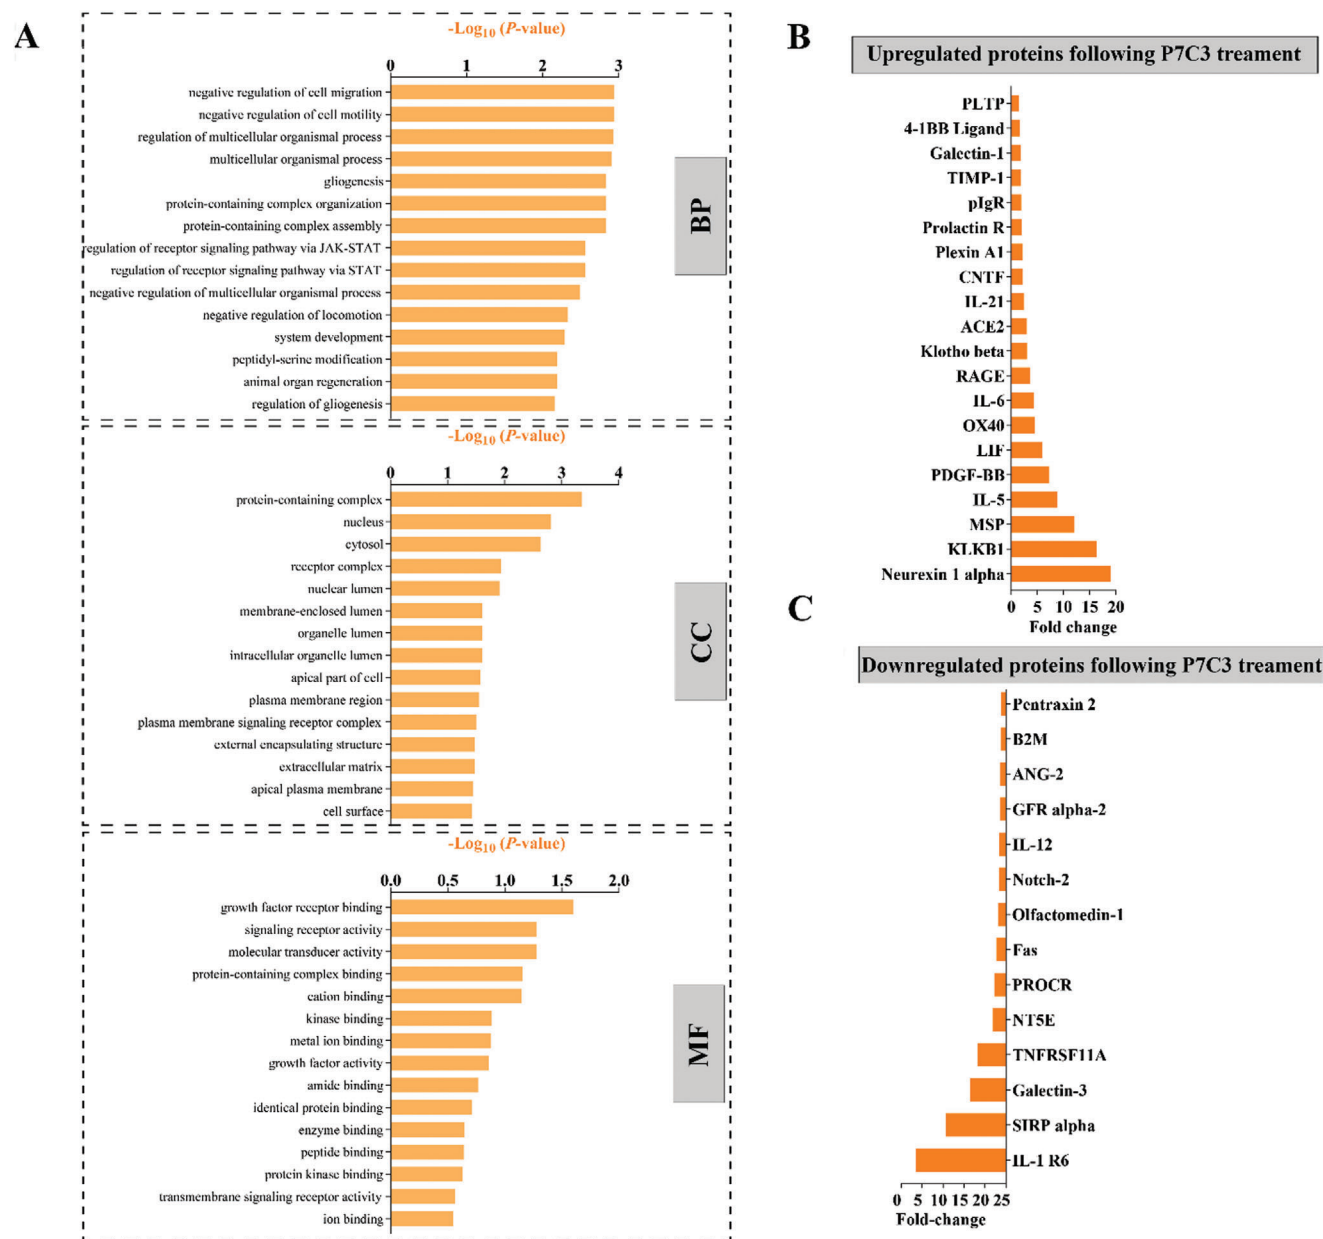 A
-Log10 (P-value)
0 1 2 3
negative regulation of cell migration
negative regulation of cell motility
regulation of multicellular organismal process
multicellular organismal process
gliogenesis
protein-containing complex organization
protein-containing complex assembly
regulation of receptor signaling pathway via JAK-STAT
regulation of receptor signaling pathway via STAT
negative regulation of multicellular organismal process
negative regulation of locomotion
system development
peptidyl-serine modification
animal organ regeneration
regulation of gliogenesis
BP
-Log10 (P-value)
0 1 2 3 4
protein-containing complex
nucleus
cytosol
receptor complex
nuclear lumen
membrane-enclosed lumen
organelle lumen
intracellular organelle lumen
apical part of cell
plasma membrane region
plasma membrane signaling receptor complex
external encapsulating structure
extracellular matrix
apical plasma membrane
cell surface
CC
-Log10 (P-value)
0.0 0.5 1.0 1.5 2.0
growth factor receptor binding
signaling receptor activity
molecular transducer activity
protein-containing complex binding
cation binding
kinase binding
metal ion binding
growth factor activity
amide binding
identical protein binding
enzyme binding
peptide binding
protein kinase binding
transmembrane signaling receptor activity
ion binding
MF
B
Upregulated proteins following P7C3 treament
PLTP
4-1BB Ligand
Galectin-1
TIMP-1
pIgR
Prolactin R
Plexin A1
CNTF
IL-21
ACE2
Klotho beta
RAGE
IL-6
OX40
LIF
PDGF-BB
IL-5
MSP
KLKB1
Neurexin 1 alpha
0 5 10 15 20
Fold change
C
Downregulated proteins following P7C3 treament
Pentraxin 2
B2M
ANG-2
GFR alpha-2
IL-12
Notch-2
Olfactomedin-1
Fas
PROCR
NT5E
TNFRSF11A
Galectin-3
SIRP alpha
IL-1 R6
0 5 10 15 20 25
Fold-change